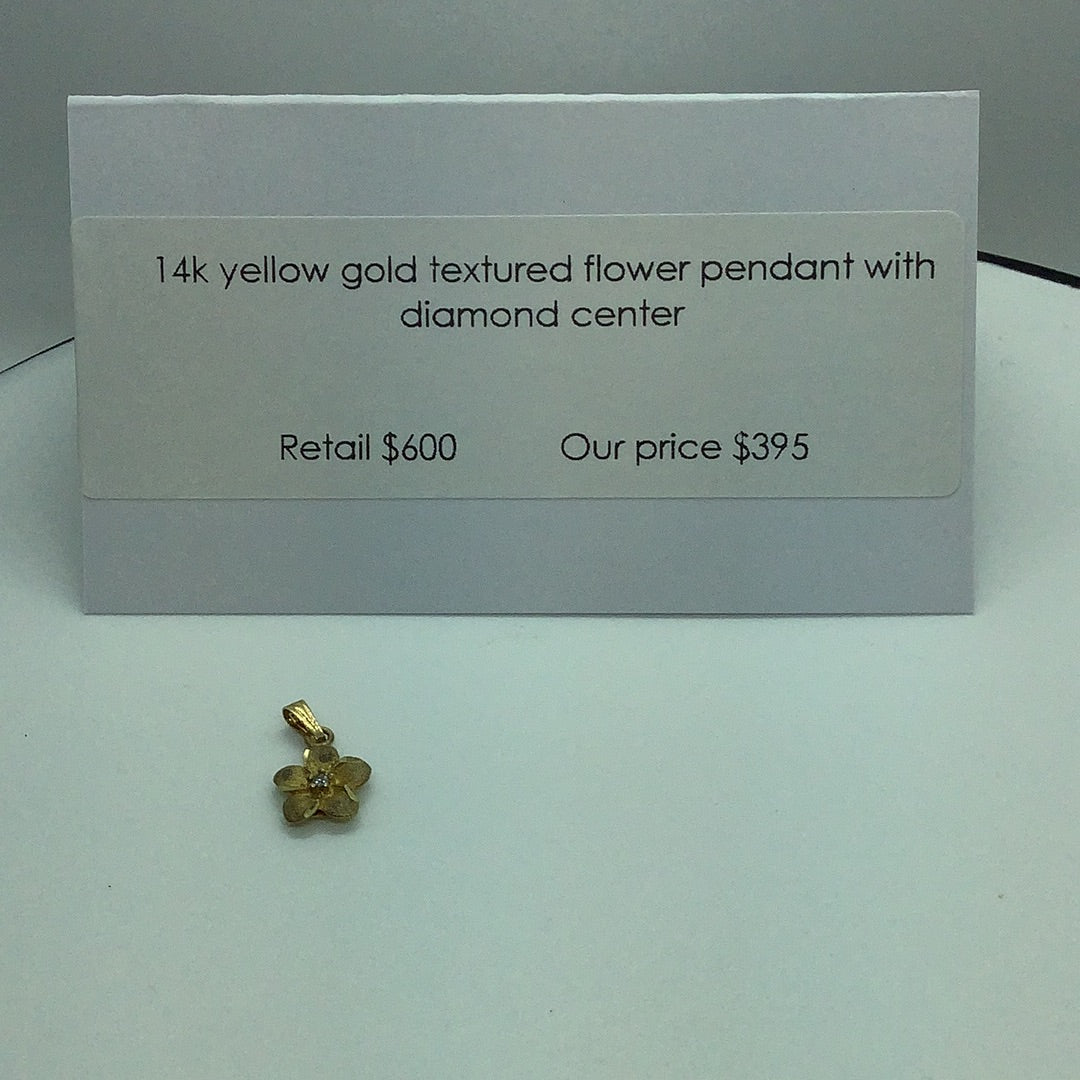 14k yellow gold textured flower pendant with
diamond center
Retail $600 Our price $395